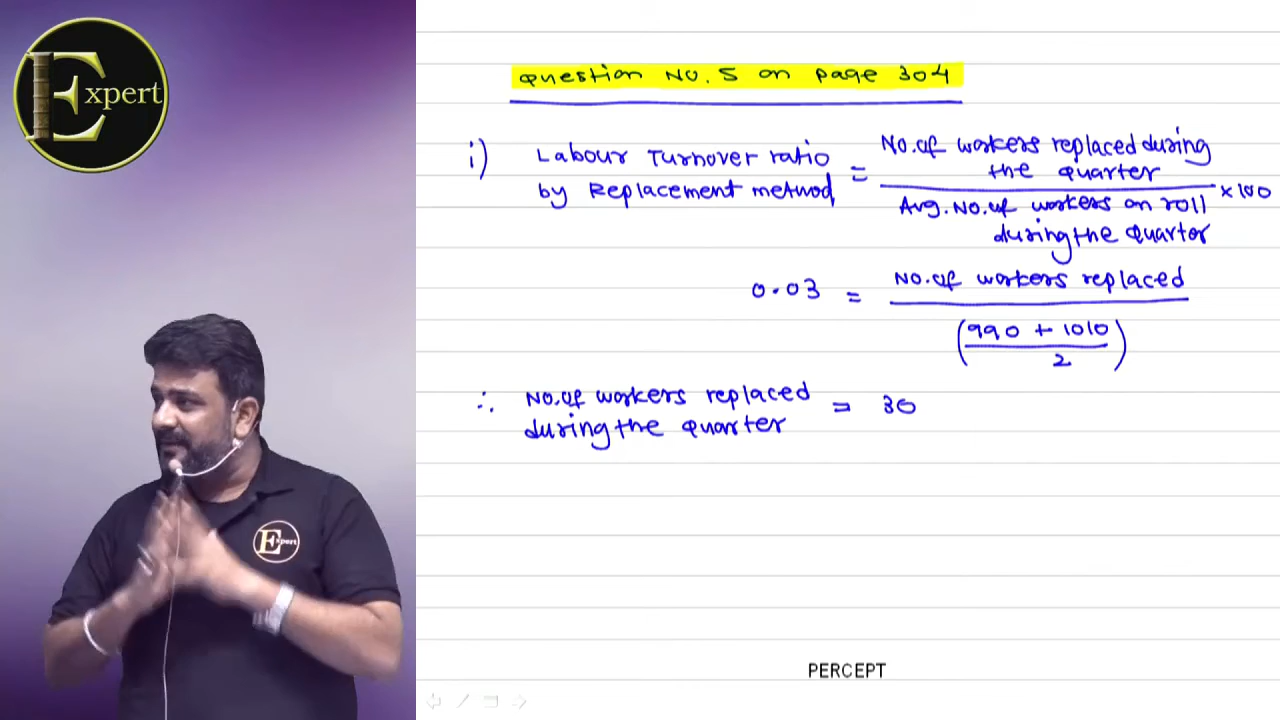 Expert
Question No. 5 on page 304
i) Labour Turnover ratio by Replacement method = No. of workers replaced during the quarter / Avg. No. of workers on roll during the quarter × 100
0.03 = No. of workers replaced / (990 + 1010 / 2)
∴ No. of workers replaced during the quarter = 30
Expert
PERCEPT